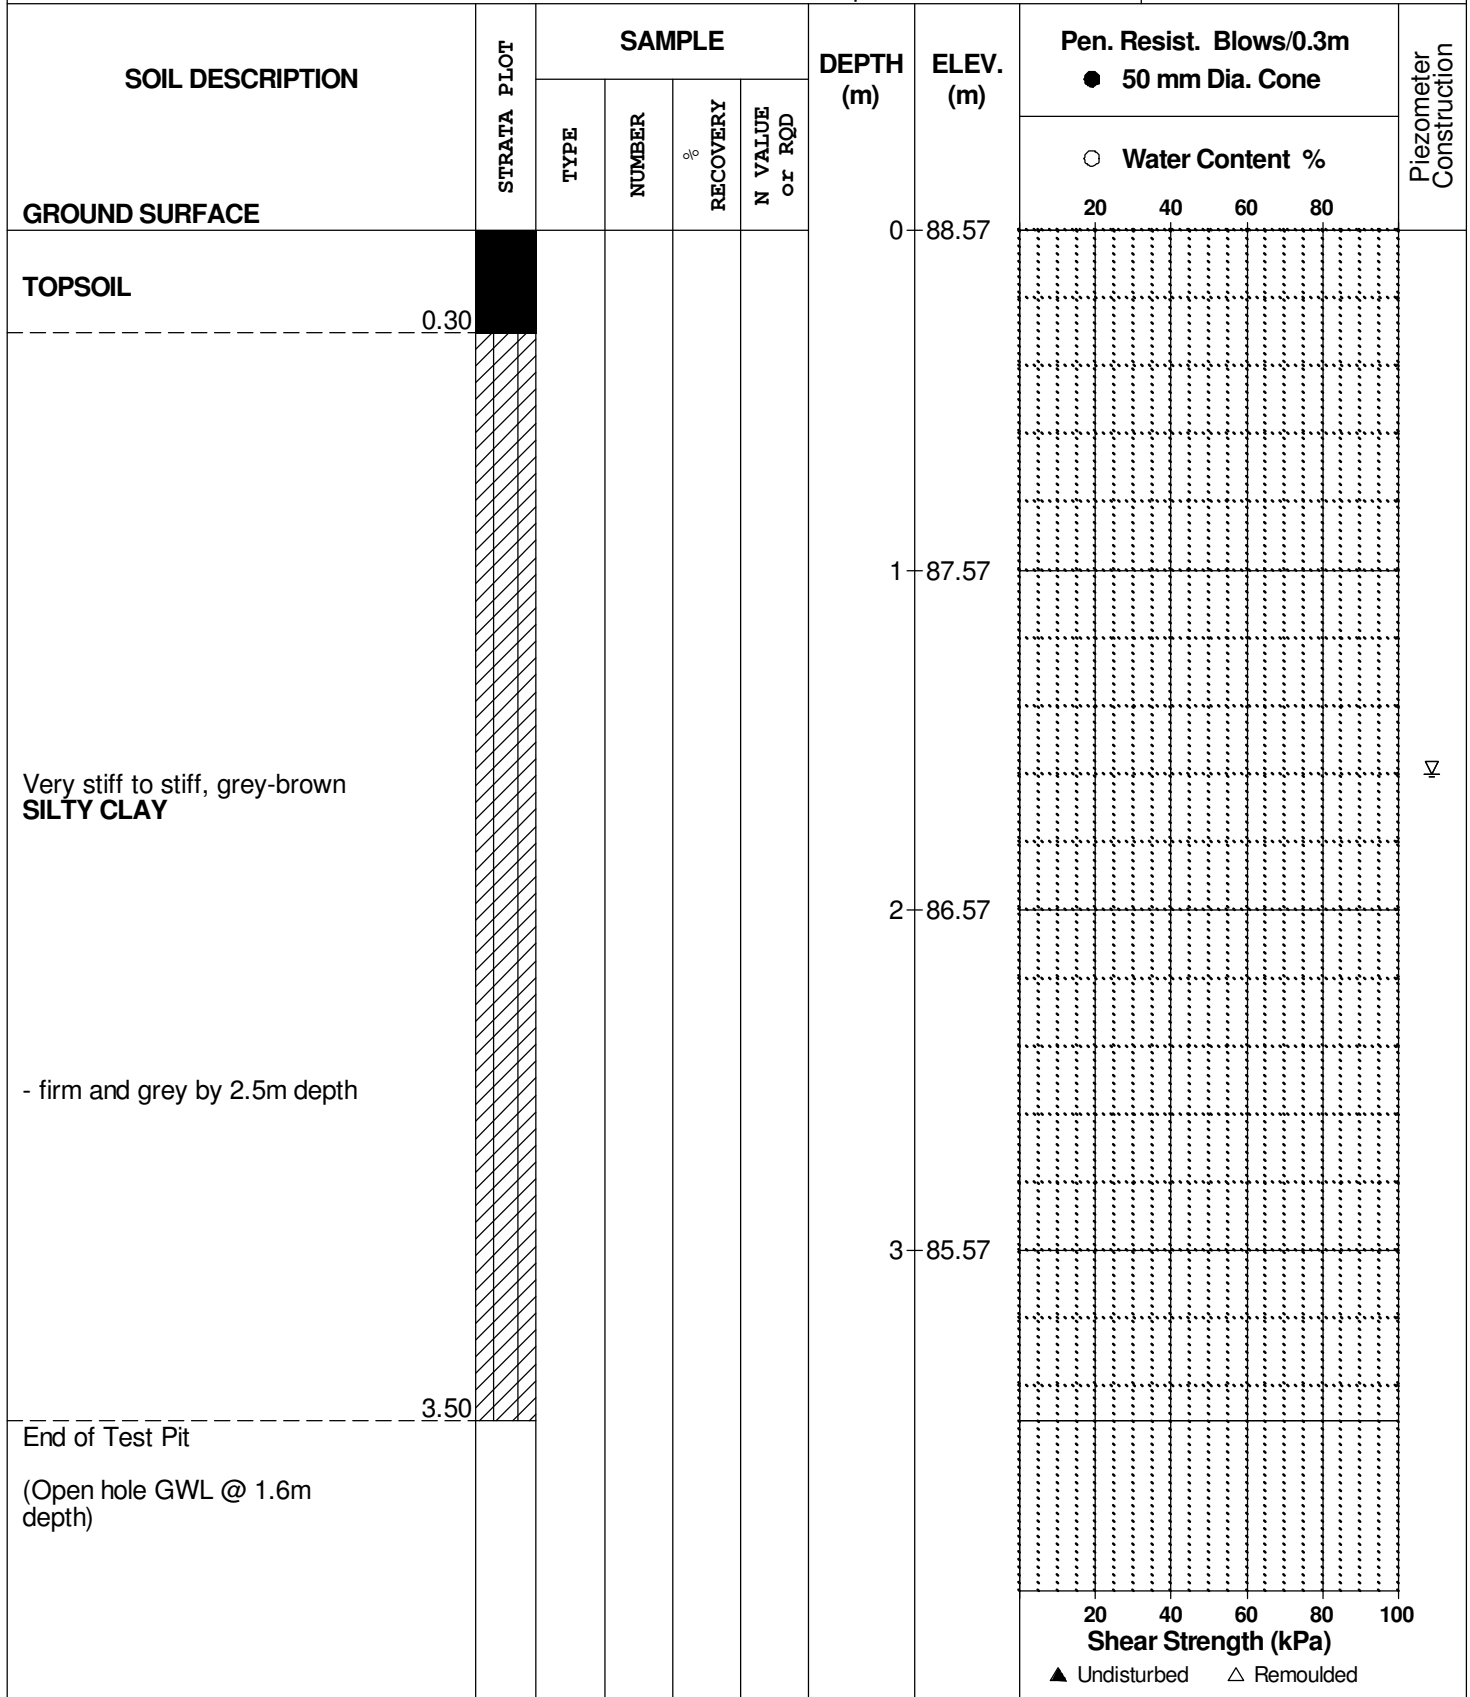 SOIL DESCRIPTION
GROUND SURFACE
STRATA PLOT
SAMPLE
TYPE
NUMBER
%
RECOVERY
N VALUE
or RQD
DEPTH
(m)
ELEV.
(m)
Pen. Resist. Blows/0.3m
● 50 mm Dia. Cone
○ Water Content %
20 40 60 80
Piezometer
Construction
0 88.57
TOPSOIL
0.30
1 87.57
Very stiff to stiff, grey-brown
SILTY CLAY
2 86.57
- firm and grey by 2.5m depth
3 85.57
3.50
End of Test Pit
(Open hole GWL @ 1.6m
depth)
20 40 60 80 100
Shear Strength (kPa)
▲ Undisturbed △ Remoulded